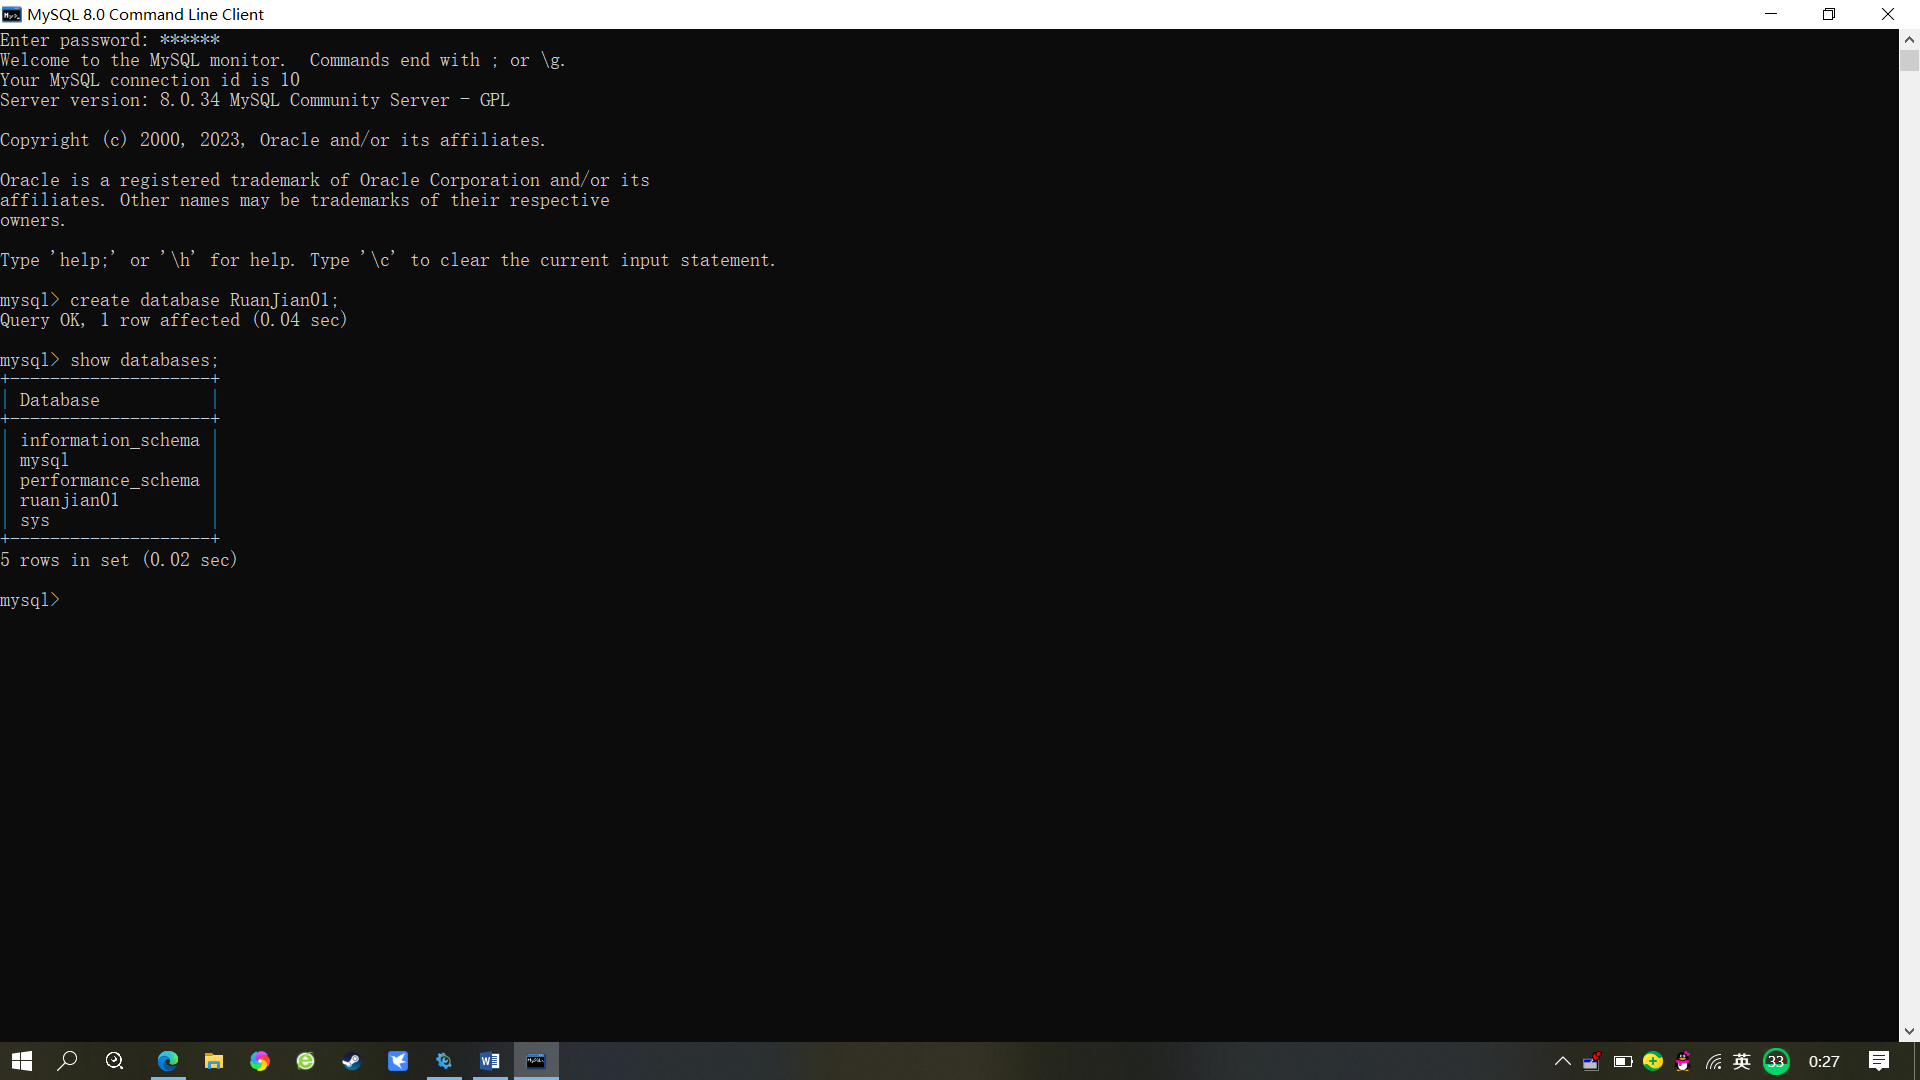 MySQL 8.0 Command Line Client
Enter password: ******
Welcome to the MySQL monitor.  Commands end with ; or \g.
Your MySQL connection id is 10
Server version: 8.0.34 MySQL Community Server - GPL
Copyright (c) 2000, 2023, Oracle and/or its affiliates.
Oracle is a registered trademark of Oracle Corporation and/or its
affiliates. Other names may be trademarks of their respective
owners.
Type 'help;' or '\h' for help. Type '\c' to clear the current input statement.
mysql> create database RuanJian01;
Query OK, 1 row affected (0.04 sec)
mysql> show databases;
+--------------------+
| Database           |
+--------------------+
| information_schema |
| mysql              |
| performance_schema |
| ruanjian01         |
| sys                |
+--------------------+
5 rows in set (0.02 sec)
mysql>
英 33 0:27